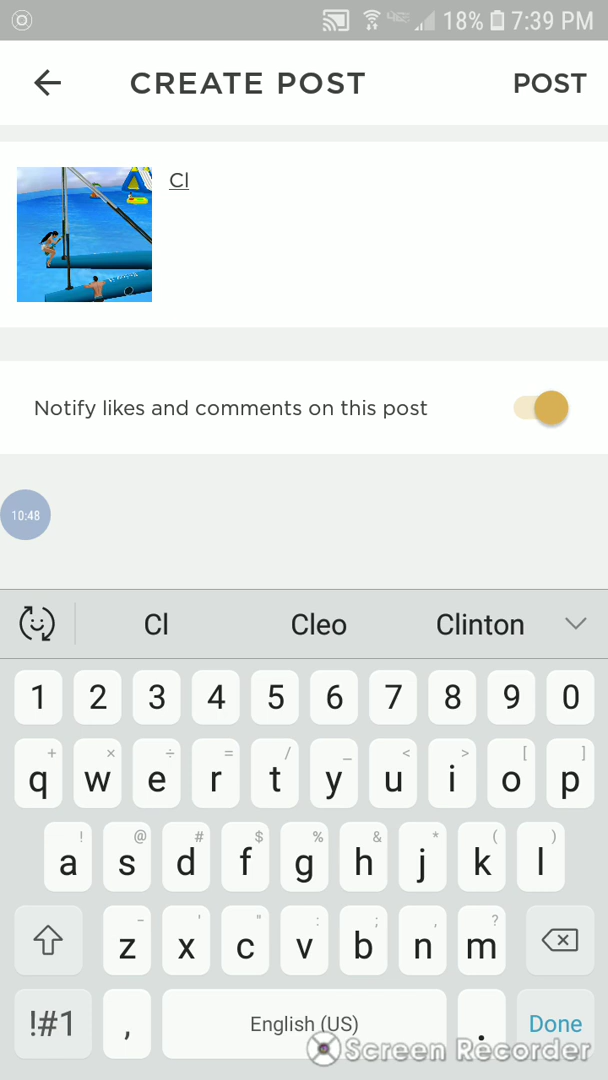 18% 7:39 PM
CREATE POST POST
Cl
Notify likes and comments on this post
10:48
Cl Cleo Clinton
1 2 3 4 5 6 7 8 9 0
+ × ÷ = / _ < > [ ]
q w e r t y u i o p
! @ # $ % & * ( )
a s d f g h j k l
- ' " : ; , ?
z x c v b n m
!#1 , English (US) . Done
Screen Recorder